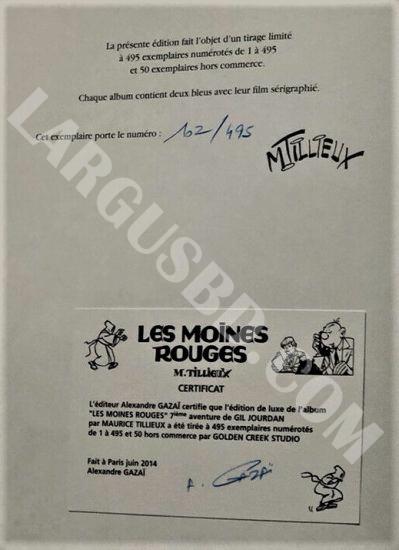 La présente édition fait l'objet d'un tirage limité
à 495 exemplaires numérotés de 1 à 495
et 50 exemplaires hors commerce.
Chaque album contient deux bleus avec leur film sérigraphié.
Cet exemplaire porte le numéro : 102/495
M.TILLIEUX
LARGUSBD.COM
LES MOINES
ROUGES
M.TILLIEUX
CERTIFICAT
L'éditeur Alexandre GAZAÏ certifie que l'édition de luxe de l'album
"LES MOINES ROUGES" 7ième aventure de GIL JOURDAN
par MAURICE TILLIEUX a été tirée à 495 exemplaires numérotés
de 1 à 495 et 50 hors commerce par GOLDEN CREEK STUDIO
Fait à Paris juin 2014
Alexandre GAZAÏ
A. GAZAÏ